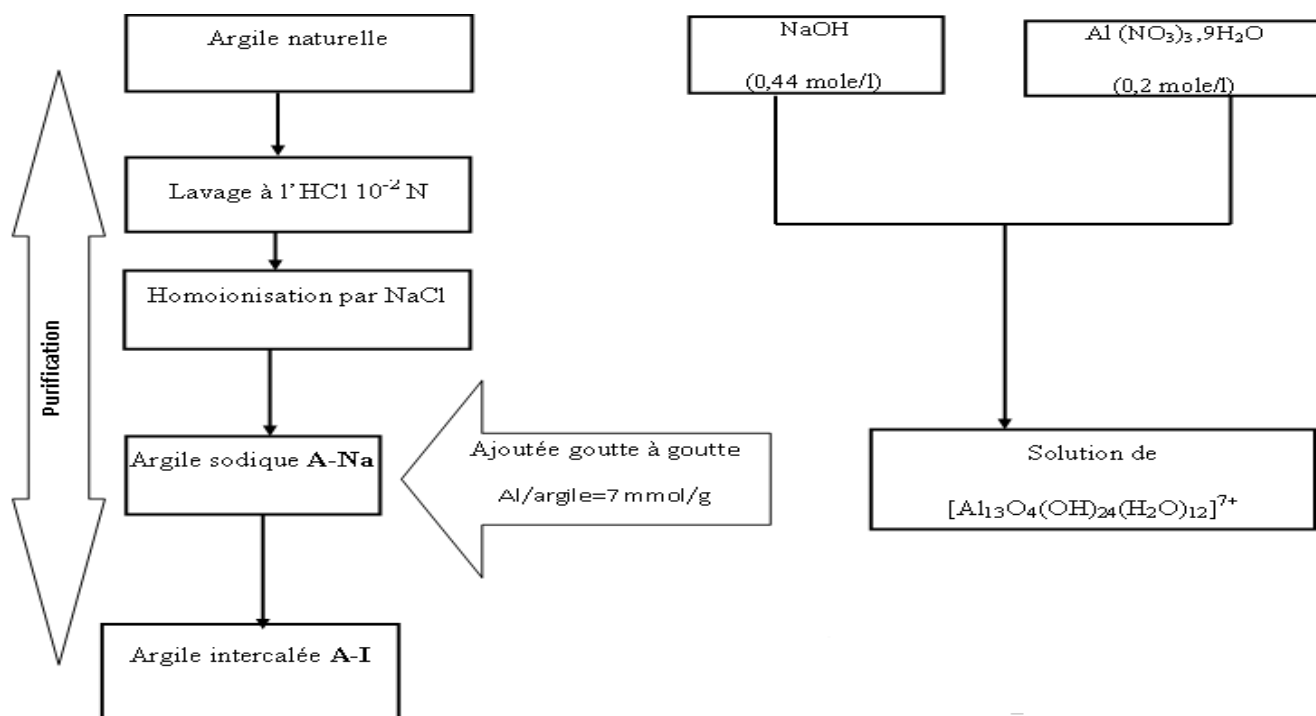 Argile naturelle
Lavage à l'HCl 10⁻² N
Homoionisation par NaCl
Argile sodique A-Na
Argile intercalée A-I
Purification
Ajoutée goutte à goutte
Al/argile=7 mmol/g
NaOH
(0,44 mole/l)
Al (NO₃)₃,9H₂O
(0,2 mole/l)
Solution de
[Al₁₃O₄(OH)₂₄(H₂O)₁₂]⁷⁺